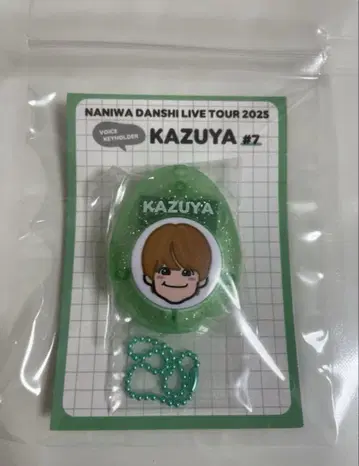 NANIWA DANSHI LIVE TOUR 2025
VOICE
KEYHOLDER
KAZUYA #7
KAZUYA